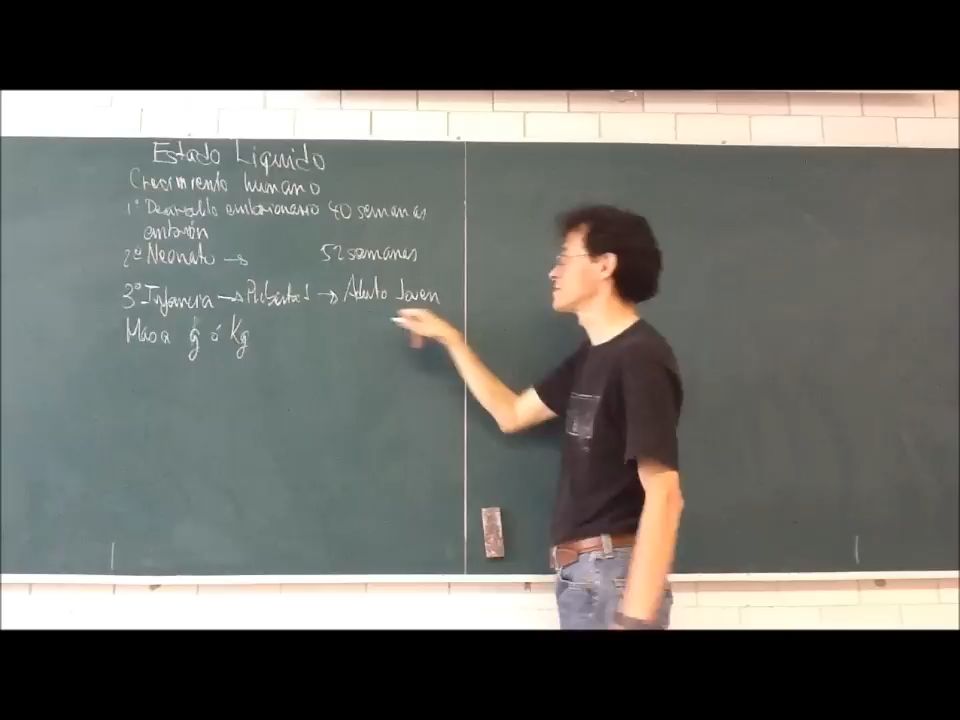 Estado Liquido
Crecimiento humano
1º Desarrollo embrionario 40 semanas
embrión
2º Neonato → 52 semanas
3º Infancia → Pubertad → Adulto Joven
Masa g ó Kg